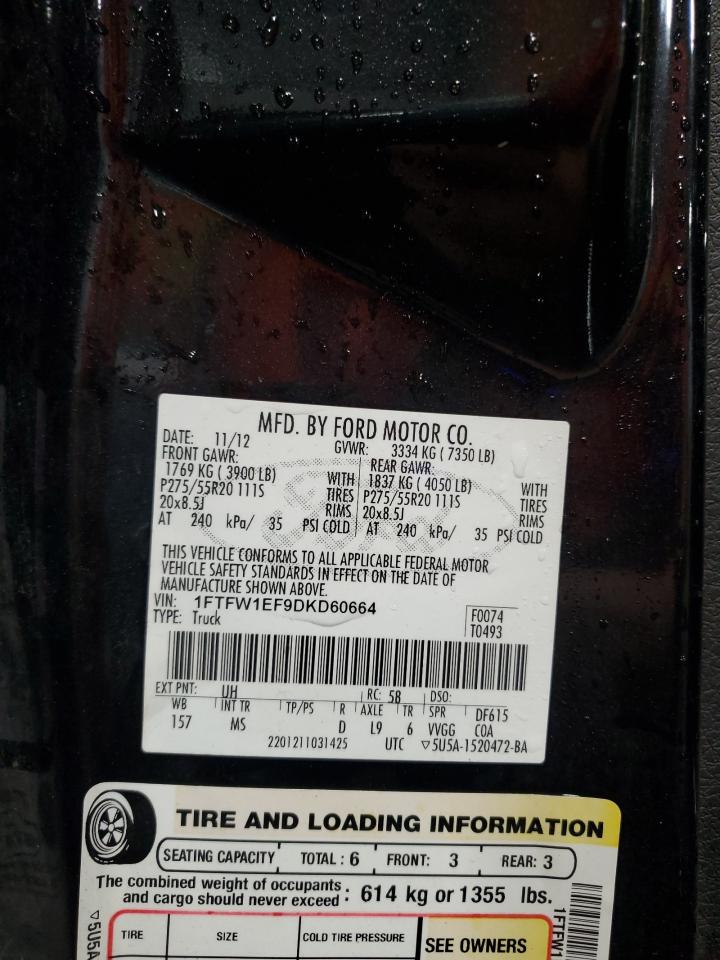 MFD. BY FORD MOTOR CO.
DATE: 11/12 GVWR: 3334 KG ( 7350 LB)
FRONT GAWR: REAR GAWR:
1769 KG ( 3900 LB) WITH 1837 KG ( 4050 LB) WITH
P275/55R20 111S TIRES P275/55R20 111S TIRES
20x8.5J RIMS 20x8.5J RIMS
AT 240 kPa/ 35 PSI COLD AT 240 kPa/ 35 PSI COLD
THIS VEHICLE CONFORMS TO ALL APPLICABLE FEDERAL MOTOR
VEHICLE SAFETY STANDARDS IN EFFECT ON THE DATE OF
MANUFACTURE SHOWN ABOVE.
VIN: 1FTFW1EF9DKD60664 F0074
TYPE: Truck T0493
EXT PNT: UH RC: 58 DSO:
WB INT TR TP/PS R AXLE TR SPR DF615
157 MS D L9 6 VVGG COA
2201211031425 UTC ▽5U5A-1520472-BA
TIRE AND LOADING INFORMATION
SEATING CAPACITY TOTAL : 6 FRONT: 3 REAR: 3
The combined weight of occupants
and cargo should never exceed : 614 kg or 1355 lbs.
TIRE SIZE COLD TIRE PRESSURE SEE OWNERS
▽5U5A
1FTFW1